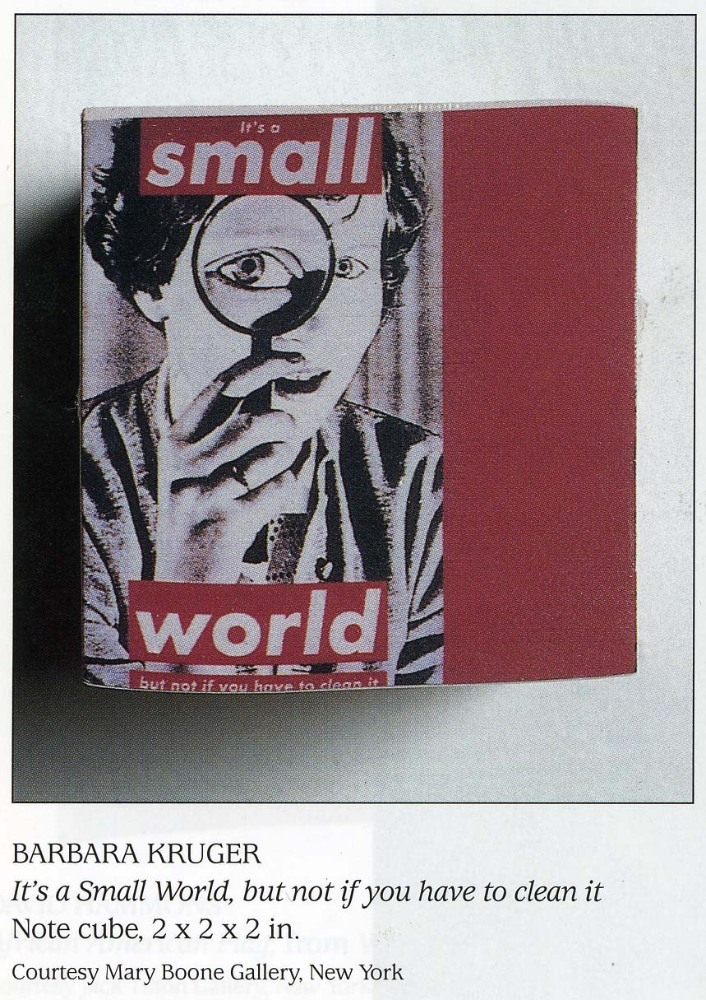 It's a
small
world
but not if you have to clean it
BARBARA KRUGER
It's a Small World, but not if you have to clean it
Note cube, 2 x 2 x 2 in.
Courtesy Mary Boone Gallery, New York